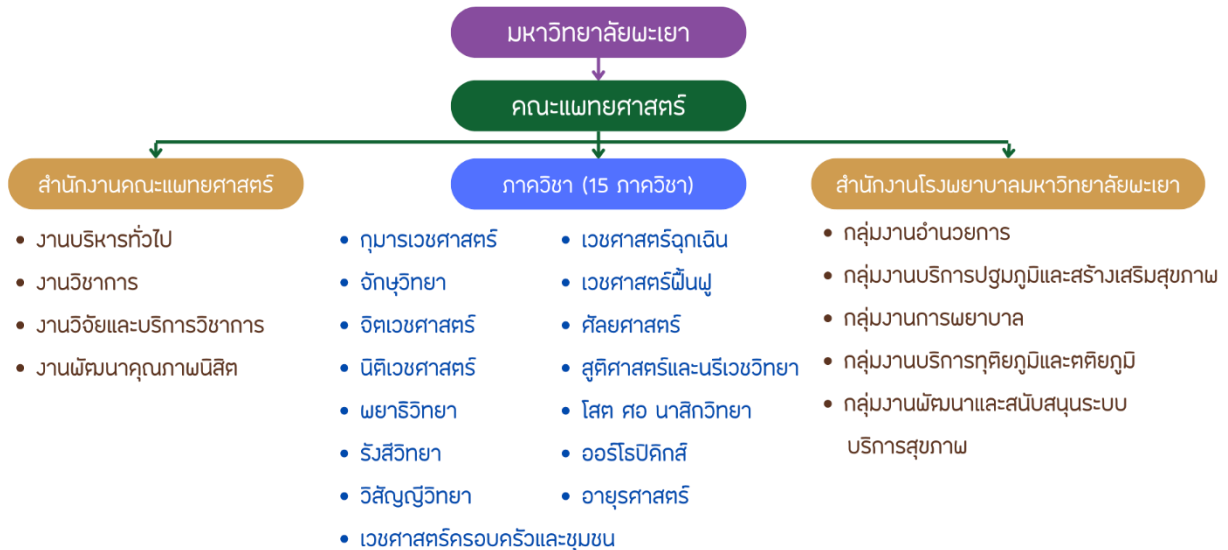 มหาวิทยาลัยพะเยา
คณะแพทยศาสตร์
สำนักงานคณะแพทยศาสตร์
• งานบริหารทั่วไป
• งานวิชาการ
• งานวิจัยและบริการวิชาการ
• งานพัฒนาคุณภาพนิสิต
ภาควิชา (15 ภาควิชา)
• กุมารเวชศาสตร์
• จักษุวิทยา
• จิตเวชศาสตร์
• นิติเวชศาสตร์
• พยาธิวิทยา
• รังสีวิทยา
• วิสัญญีวิทยา
• เวชศาสตร์ครอบครัวและชุมชน
• เวชศาสตร์ฉุกเฉิน
• เวชศาสตร์ฟื้นฟู
• ศัลยศาสตร์
• สูติศาสตร์และนรีเวชวิทยา
• โสต ศอ นาสิกวิทยา
• ออร์โธปิดิกส์
• อายุรศาสตร์
สำนักงานโรงพยาบาลมหาวิทยาลัยพะเยา
• กลุ่มงานอำนวยการ
• กลุ่มงานบริการปฐมภูมิและสร้างเสริมสุขภาพ
• กลุ่มงานการพยาบาล
• กลุ่มงานบริการทุติยภูมิและตติยภูมิ
• กลุ่มงานพัฒนาและสนับสนุนระบบ
บริการสุขภาพ